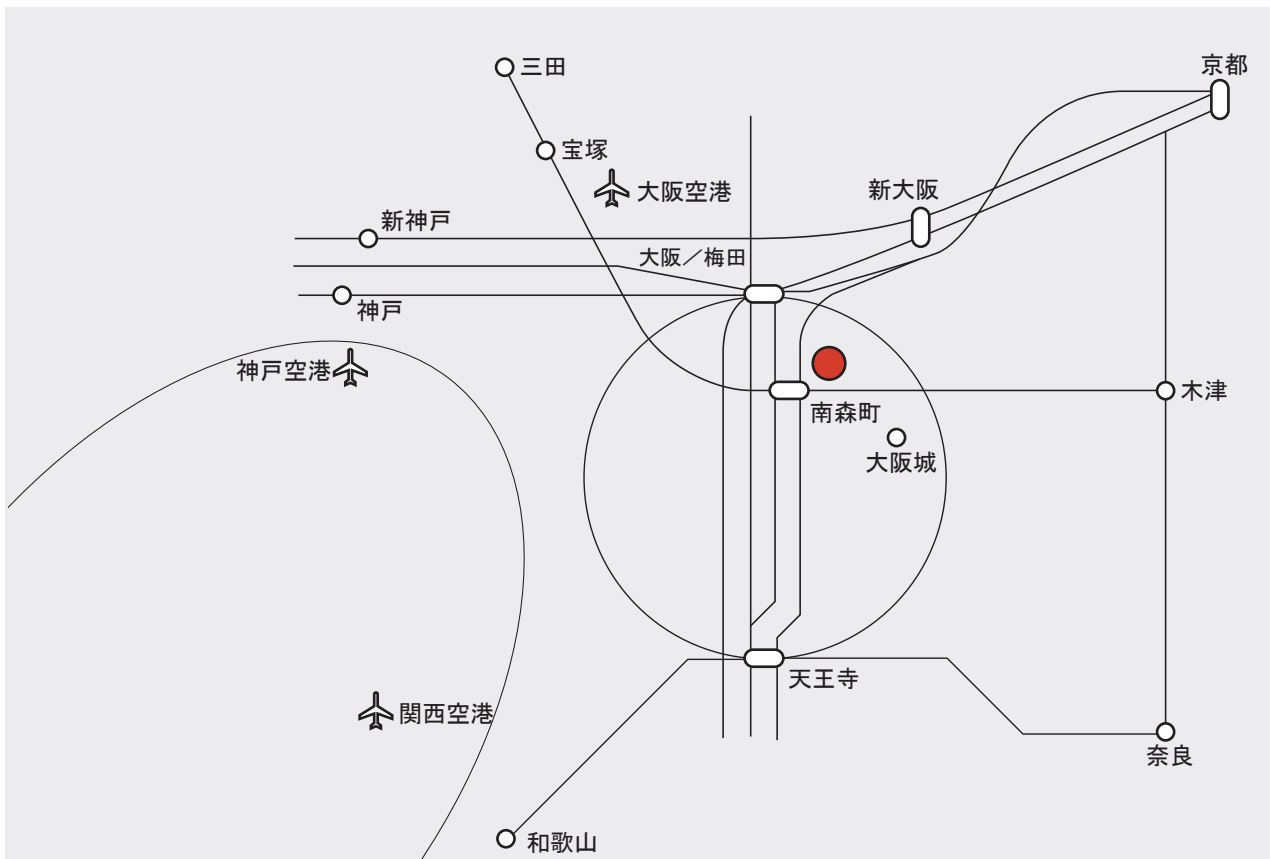 京都
三田
宝塚
大阪空港
新大阪
新神戸
大阪／梅田
神戸
神戸空港
木津
南森町
大阪城
天王寺
関西空港
奈良
和歌山